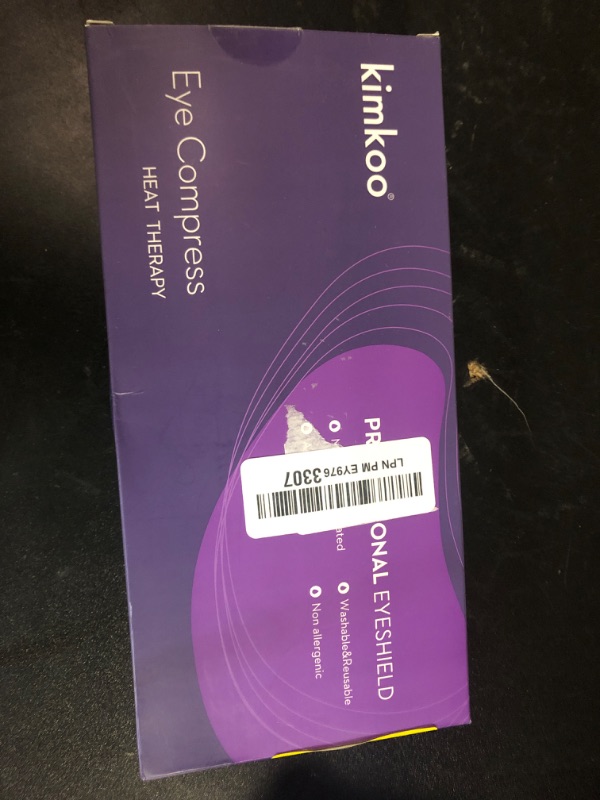 kimkoo®
Eye Compress
HEAT THERAPY
ONAL EYESHIELD
ated
Washable&Reusable
Non allergenic
LPN PM EY976 3307